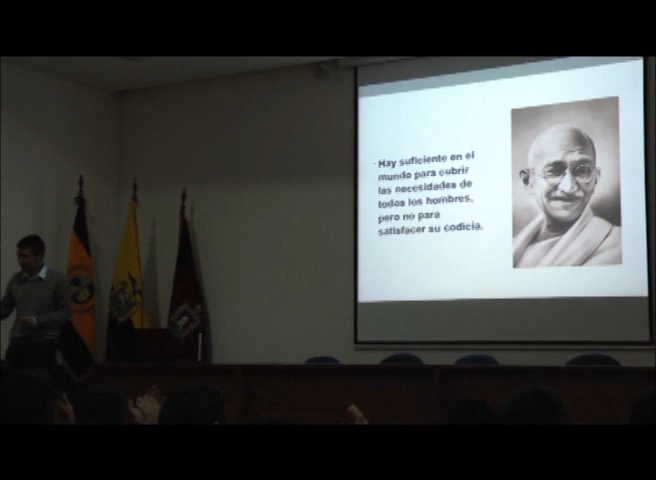 · Hay suficiente en el
mundo para cubrir
las necesidades de
todos los hombres,
pero no para
satisfacer su codicia.